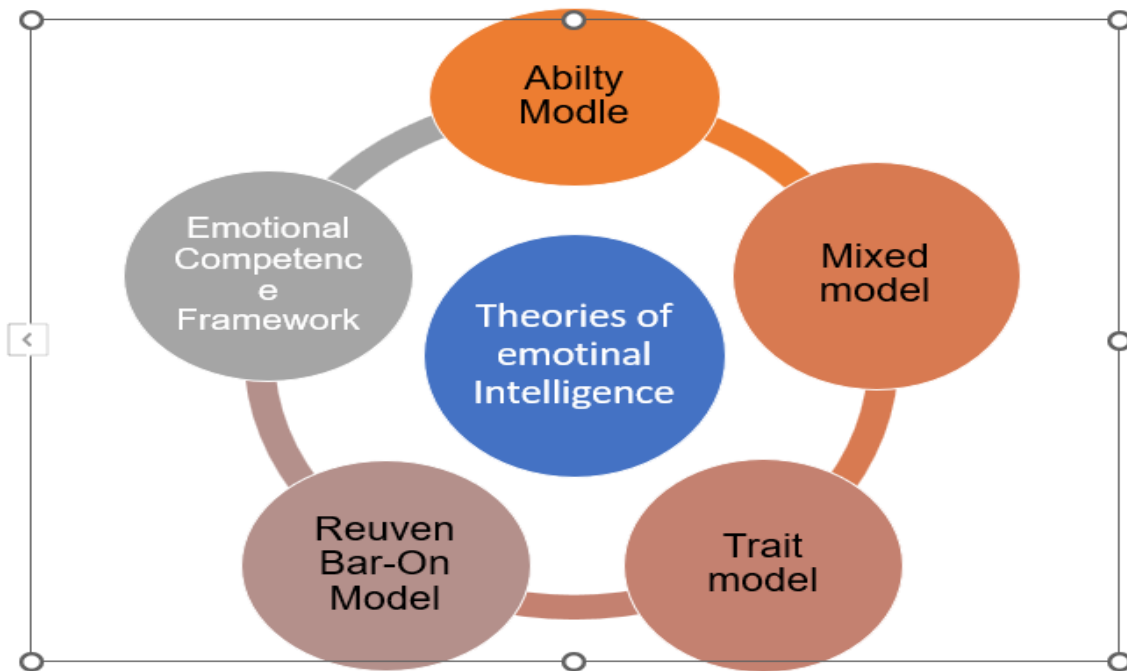 Abilty
Modle
Mixed
model
Trait
model
Reuven
Bar-On
Model
Emotional
Competenc
e
Framework
Theories of
emotinal
Intelligence